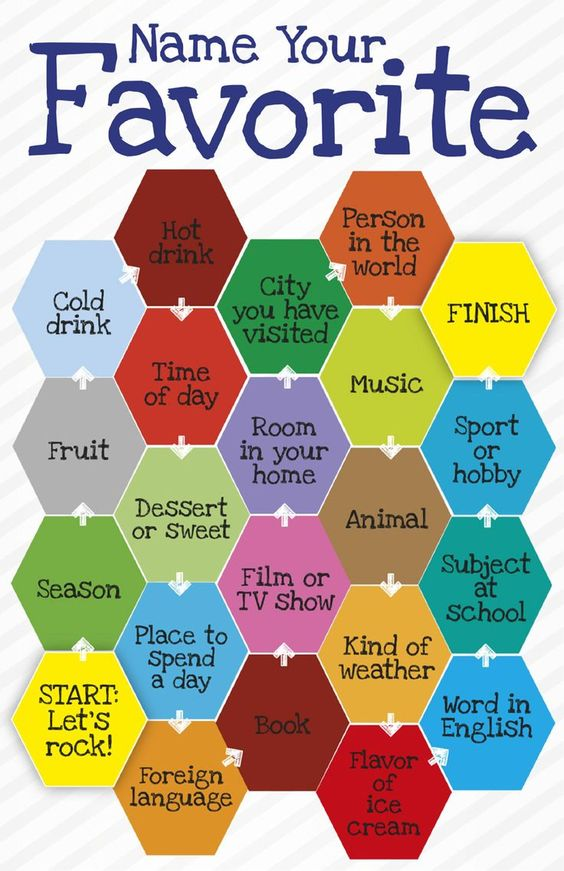 Name Your
Favorite
Hot
drink
Person
in the
world
Cold
drink
City
you have
visited
FINISH
Time
of day
Music
Fruit
Room
in your
home
Sport
or
hobby
Dessert
or sweet
Animal
Season
Film or
TV show
Subject
at
school
Place to
spend
a day
Kind of
weather
START:
Let's
rock!
Book
Word in
English
Foreign
language
Flavor
of
ice
cream